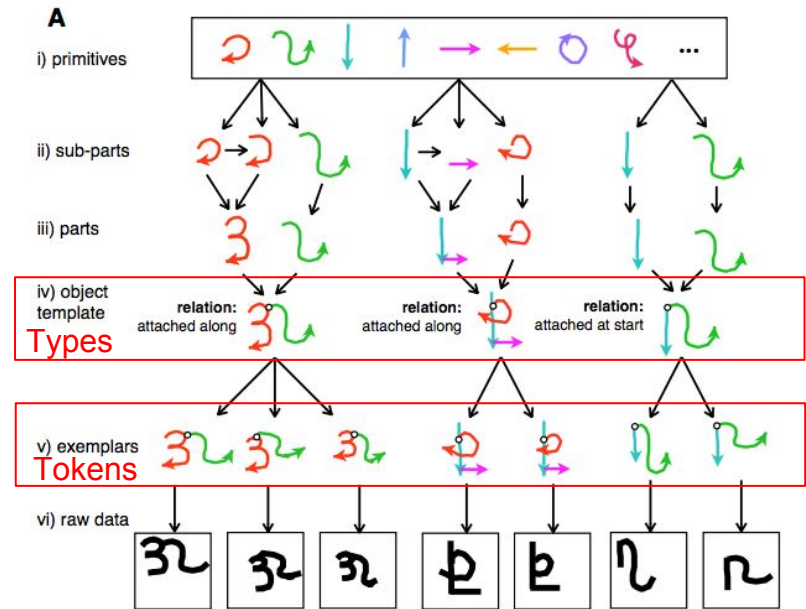 A
i) primitives
...
ii) sub-parts
iii) parts
iv) object
template
relation:
attached along
relation:
attached along
relation:
attached at start
Types
v) exemplars
Tokens
vi) raw data